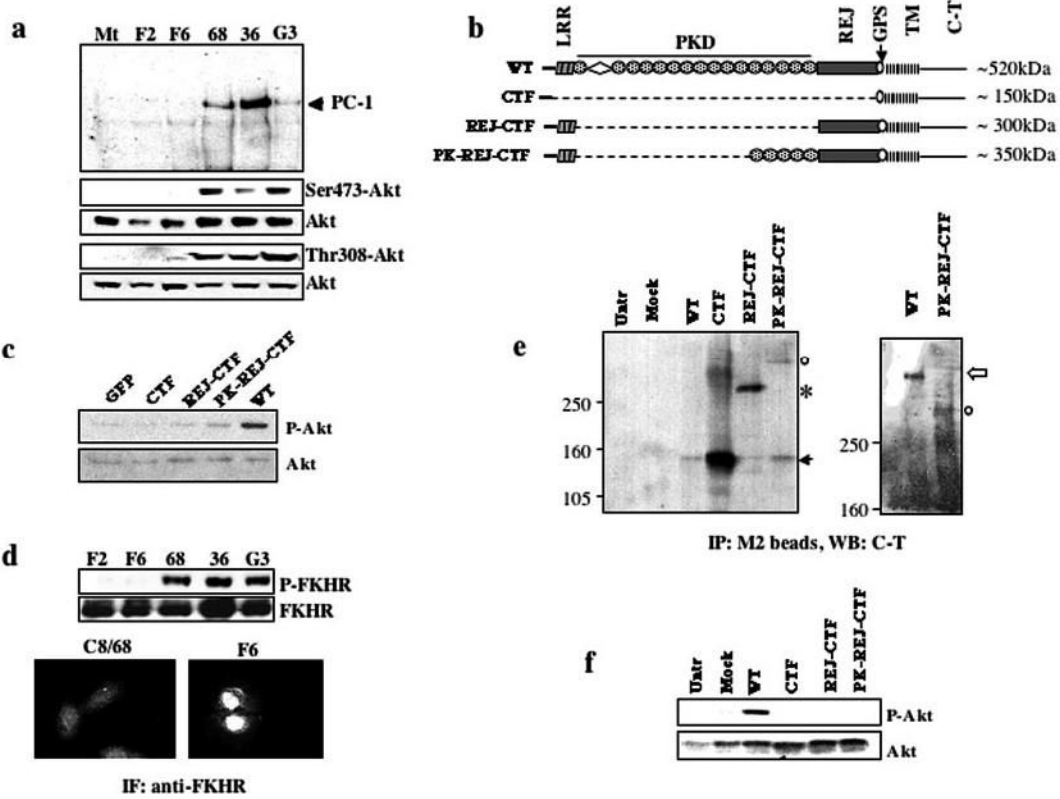 a
Mt F2 F6 68 36 G3
PC-1
Ser473-Akt
Akt
Thr308-Akt
Akt
b
LRR PKD REJ GPS TM C-T
WT ~520kDa
CTF ~150kDa
REJ-CTF ~300kDa
PK-REJ-CTF ~350kDa
c
GFP CTF REJ-CTF PK-REJ-CTF WT
P-Akt
Akt
d
F2 F6 68 36 G3
P-FKHR
FKHR
C8/68 F6
IF: anti-FKHR
e
Untr Mock WT CTF REJ-CTF PK-REJ-CTF
250
160
105
*
WT PK-REJ-CTF
250
160
IP: M2 beads, WB: C-T
f
Untr Mock WT CTF REJ-CTF PK-REJ-CTF
P-Akt
Akt